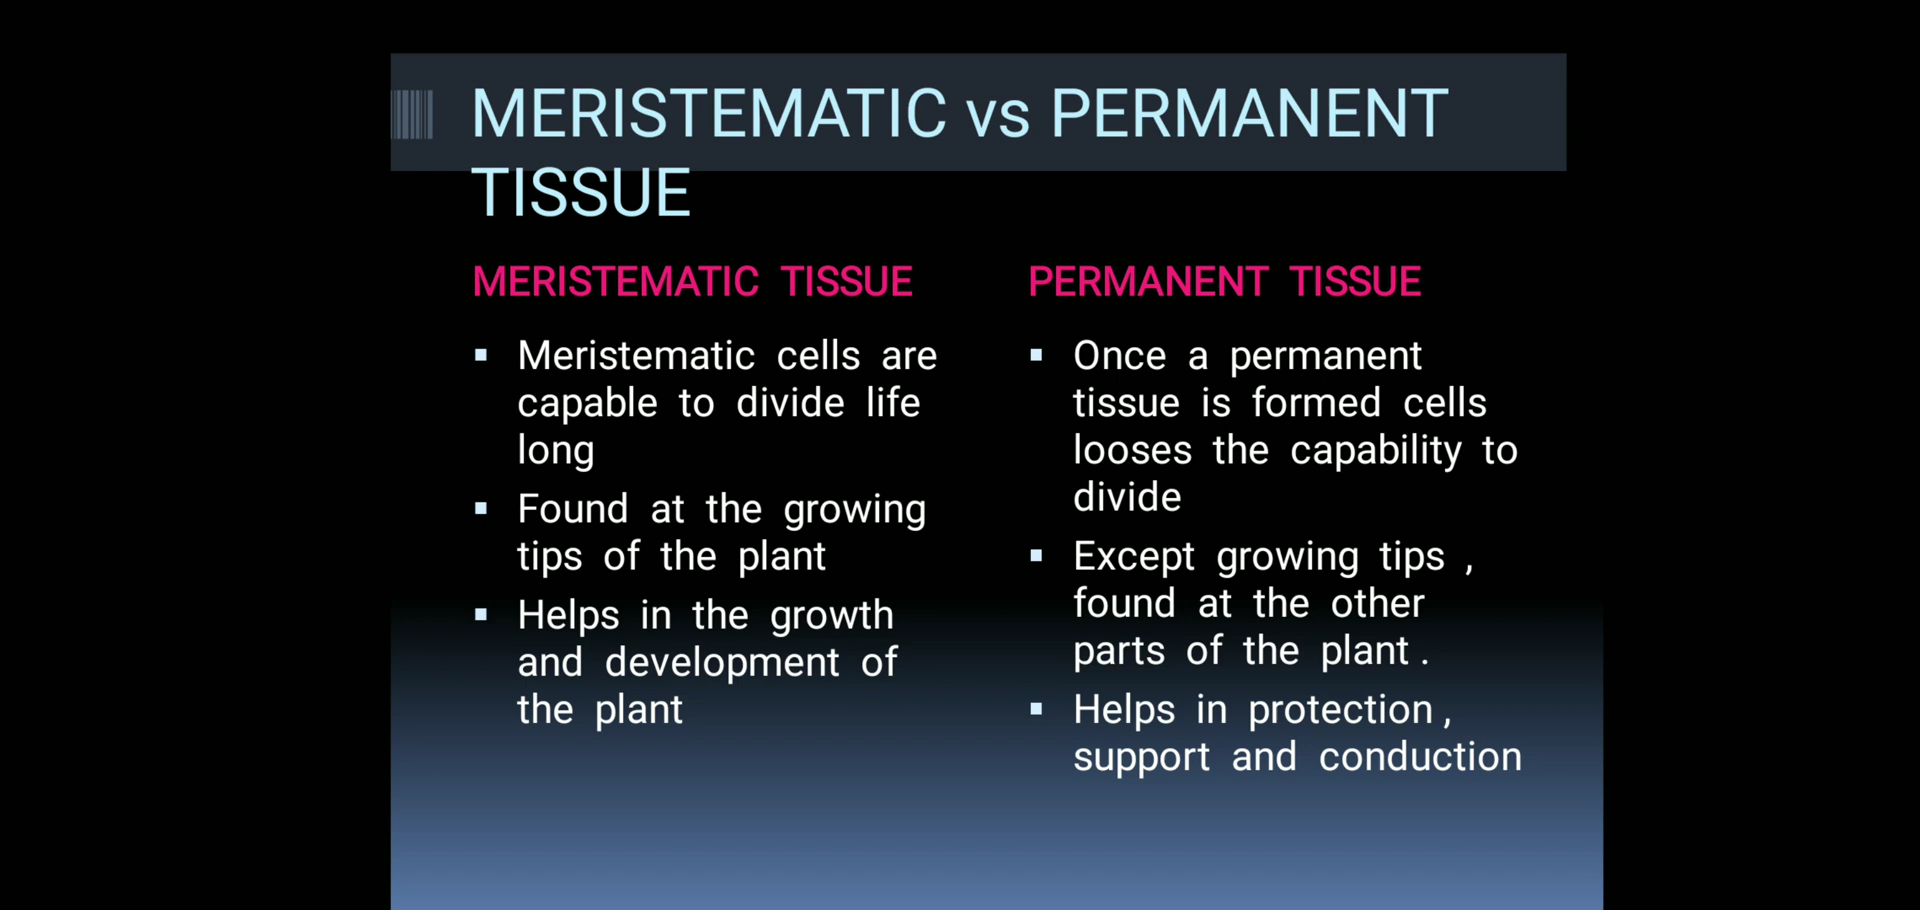 MERISTEMATIC vs PERMANENT
TISSUE
MERISTEMATIC TISSUE
Meristematic cells are
capable to divide life
long
Found at the growing
tips of the plant
Helps in the growth
and development of
the plant
PERMANENT TISSUE
Once a permanent
tissue is formed cells
looses the capability to
divide
Except growing tips ,
found at the other
parts of the plant .
Helps in protection ,
support and conduction